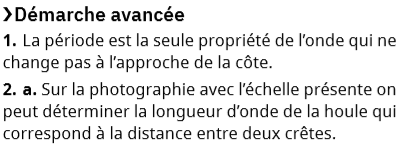 ❯Démarche avancée
1. La période est la seule propriété de l’onde qui ne
change pas à l’approche de la côte.
2. a. Sur la photographie avec l’échelle présente on
peut déterminer la longueur d’onde de la houle qui
correspond à la distance entre deux crêtes.